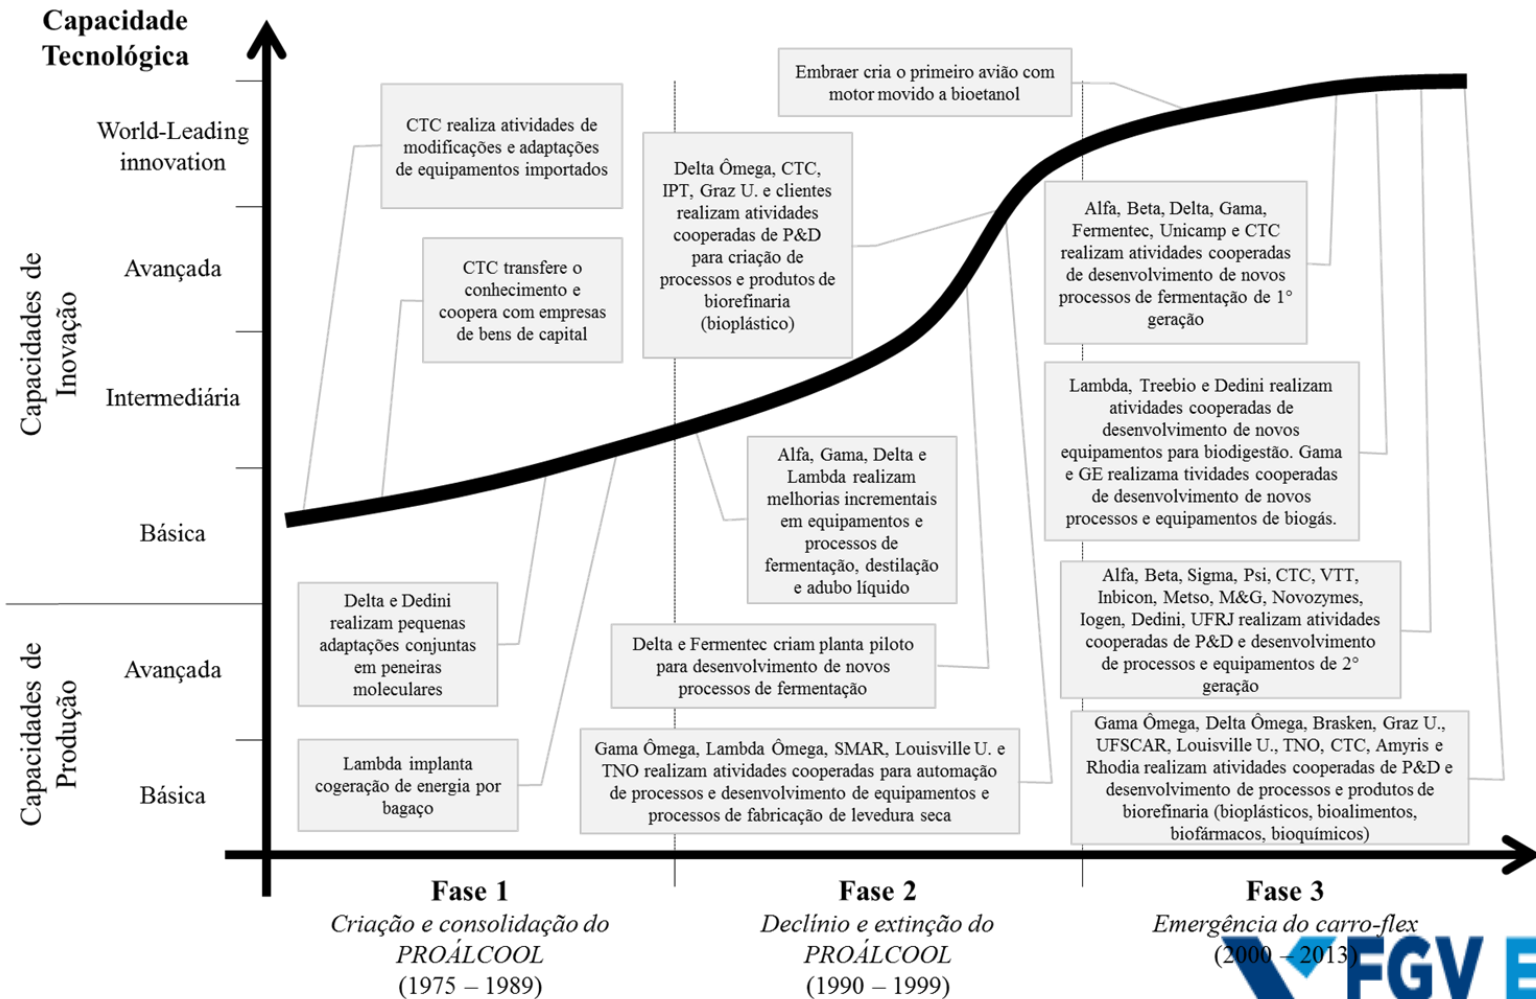 Capacidade
Tecnológica
Capacidades de
Inovação
World-Leading
innovation
Avançada
Intermediária
Básica
Capacidades de
Produção
Avançada
Básica
CTC realiza atividades de
modificações e adaptações
de equipamentos importados
CTC transfere o
conhecimento e
coopera com empresas
de bens de capital
Delta e Dedini
realizam pequenas
adaptações conjuntas
em peneiras
moleculares
Lambda implanta
cogeração de energia por
bagaço
Embraer cria o primeiro avião com
motor movido a bioetanol
Delta Ômega, CTC,
IPT, Graz U. e clientes
realizam atividades
cooperadas de P&D
para criação de
processos e produtos de
biorefinaria
(bioplástico)
Alfa, Gama, Delta e
Lambda realizam
melhorias incrementais
em equipamentos e
processos de
fermentação, destilação
e adubo líquido
Delta e Fermentec criam planta piloto
para desenvolvimento de novos
processos de fermentação
Gama Ômega, Lambda Ômega, SMAR, Louisville U. e
TNO realizam atividades cooperadas para automação
de processos e desenvolvimento de equipamentos e
processos de fabricação de levedura seca
Alfa, Beta, Delta, Gama,
Fermentec, Unicamp e CTC
realizam atividades cooperadas
de desenvolvimento de novos
processos de fermentação de 1°
geração
Lambda, Treebio e Dedini realizam
atividades cooperadas de
desenvolvimento de novos
equipamentos para biodigestão. Gama
e GE realizama tividades cooperadas
de desenvolvimento de novos
processos e equipamentos de biogás.
Alfa, Beta, Sigma, Psi, CTC, VTT,
Inbicon, Metso, M&G, Novozymes,
Iogen, Dedini, UFRJ realizam atividades
cooperadas de P&D e desenvolvimento
de processos e equipamentos de 2°
geração
Gama Ômega, Delta Ômega, Brasken, Graz U.,
UFSCAR, Louisville U., TNO, CTC, Amyris e
Rhodia realizam atividades cooperadas de P&D e
desenvolvimento de processos e produtos de
biorefinaria (bioplásticos, bioalimentos,
biofármacos, bioquímicos)
Fase 1
Criação e consolidação do
PROÁLCOOL
(1975 – 1989)
Fase 2
Declínio e extinção do
PROÁLCOOL
(1990 – 1999)
Fase 3
Emergência do carro-flex
(2000 – 2013)
FGV E